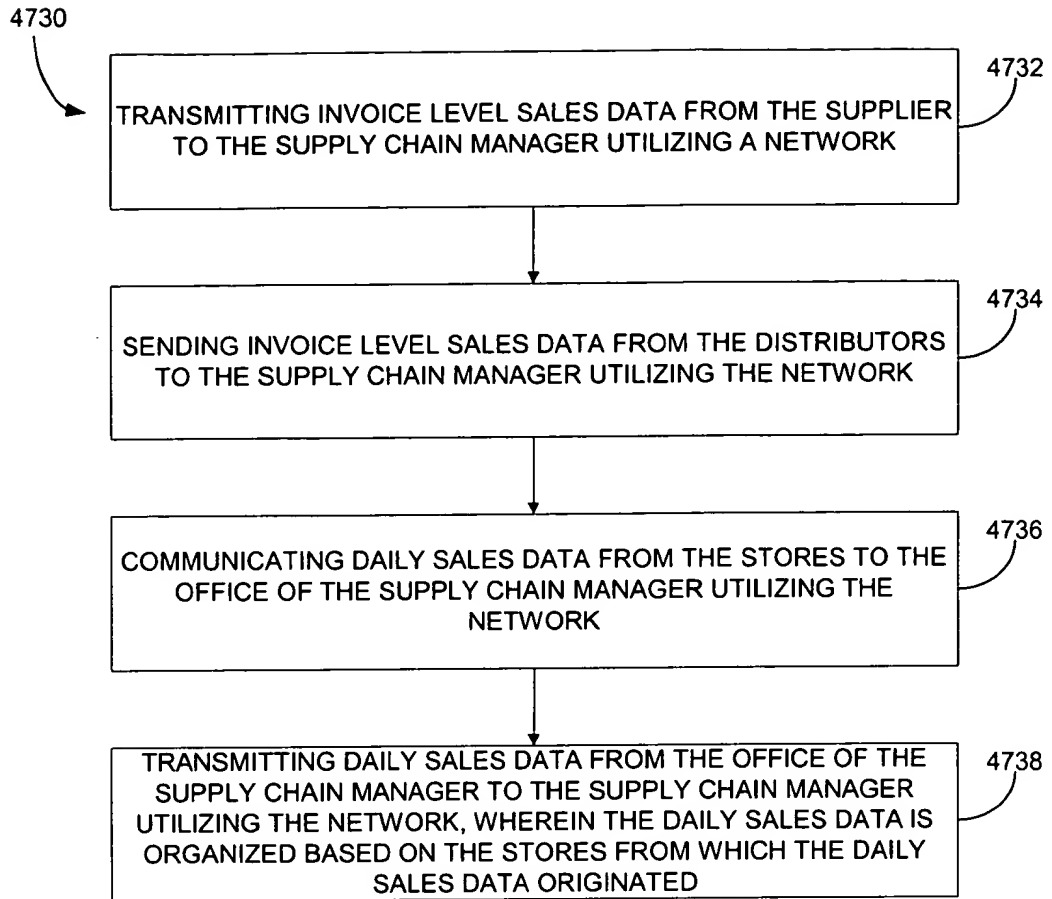 4730
4732
TRANSMITTING INVOICE LEVEL SALES DATA FROM THE SUPPLIER
TO THE SUPPLY CHAIN MANAGER UTILIZING A NETWORK
4734
SENDING INVOICE LEVEL SALES DATA FROM THE DISTRIBUTORS
TO THE SUPPLY CHAIN MANAGER UTILIZING THE NETWORK
4736
COMMUNICATING DAILY SALES DATA FROM THE STORES TO THE
OFFICE OF THE SUPPLY CHAIN MANAGER UTILIZING THE
NETWORK
4738
TRANSMITTING DAILY SALES DATA FROM THE OFFICE OF THE
SUPPLY CHAIN MANAGER TO THE SUPPLY CHAIN MANAGER
UTILIZING THE NETWORK, WHEREIN THE DAILY SALES DATA IS
ORGANIZED BASED ON THE STORES FROM WHICH THE DAILY
SALES DATA ORIGINATED